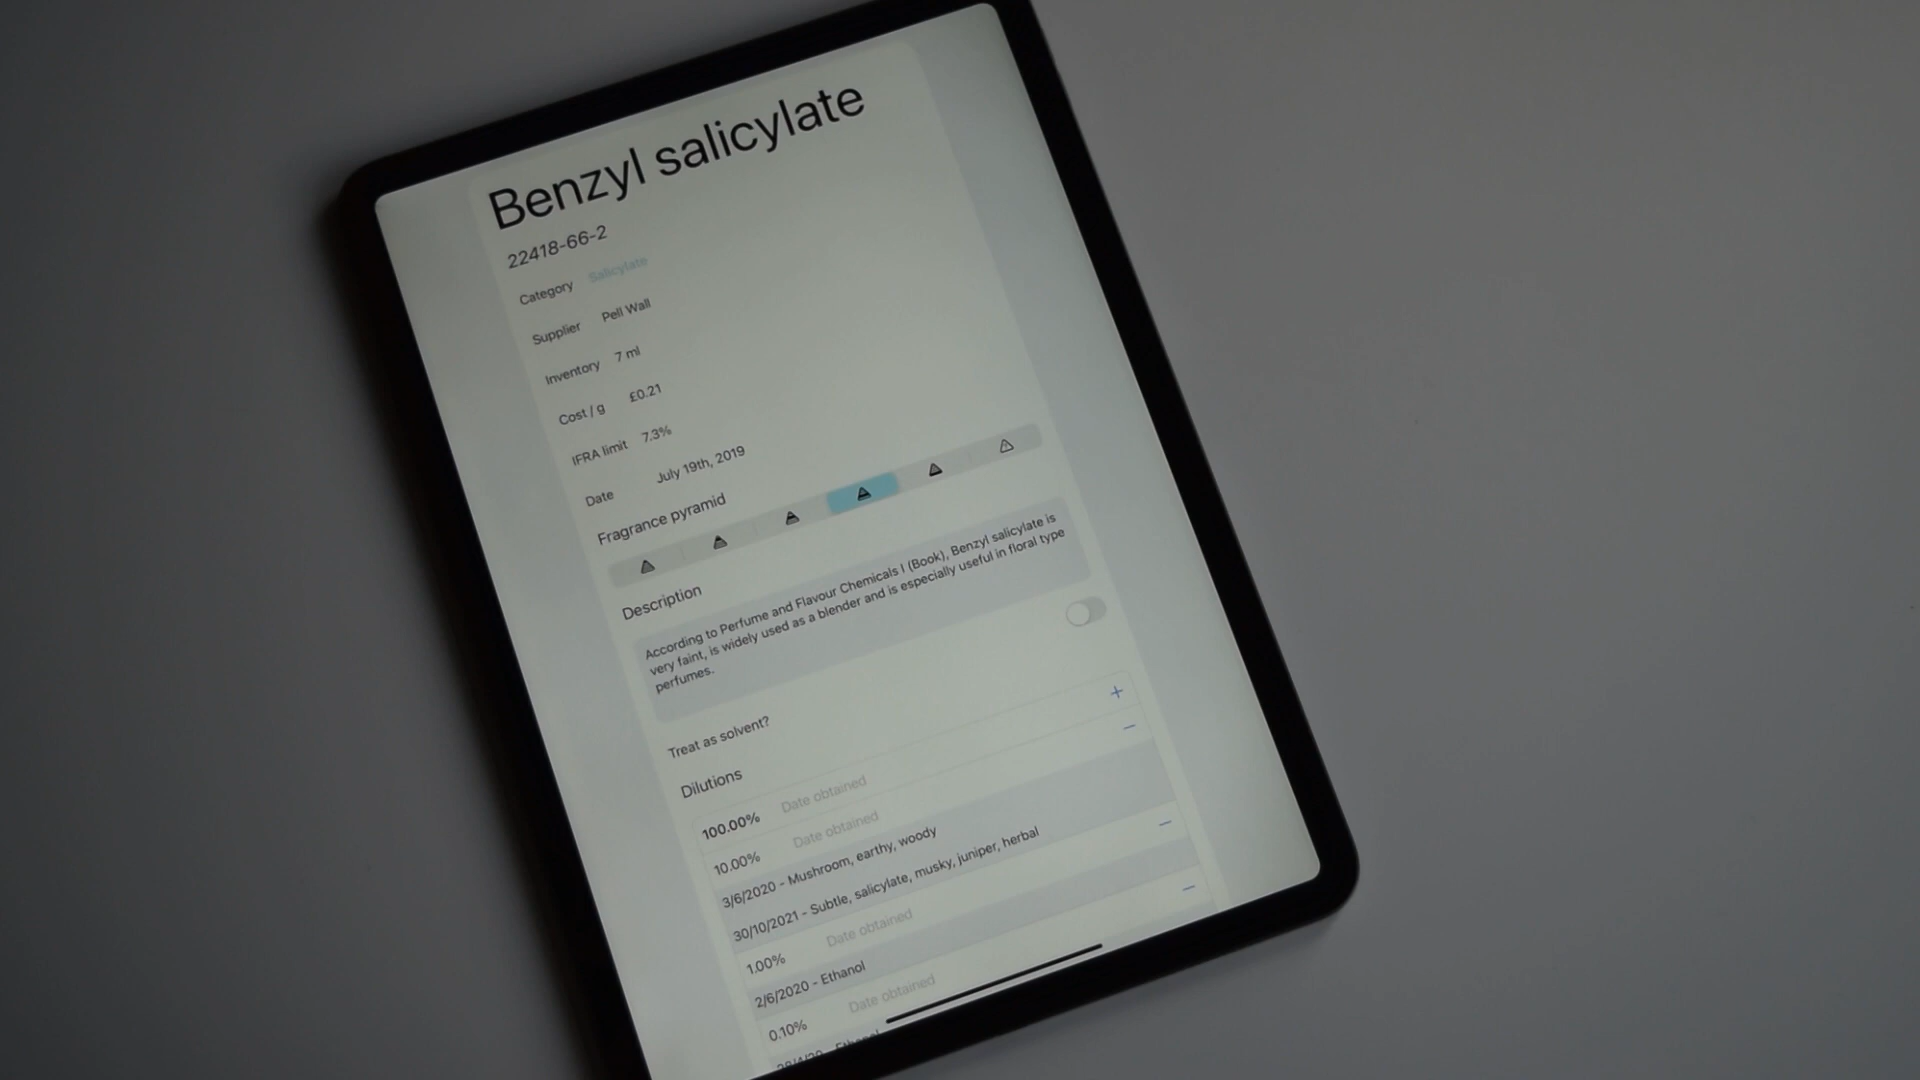 Benzyl salicylate
22418-66-2
Category Salicylate
Supplier Pell Wall
Inventory 7 ml
Cost / g £0.21
IFRA limit 7.3%
Date July 19th, 2019
Fragrance pyramid
Description
According to Perfume and Flavour Chemicals I (Book), Benzyl salicylate is
very faint, is widely used as a blender and is especially useful in floral type
perfumes.
Treat as solvent?
Dilutions
100.00% Date obtained
10.00% Date obtained
3/6/2020 - Mushroom, earthy, woody
30/10/2021 - Subtle, salicylate, musky, juniper, herbal
1.00% Date obtained
2/6/2020 - Ethanol
0.10% Date obtained